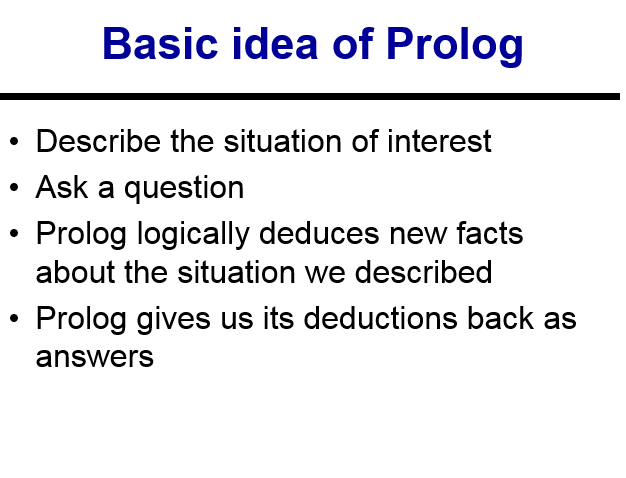 Basic idea of Prolog
• Describe the situation of interest
• Ask a question
• Prolog logically deduces new facts
about the situation we described
• Prolog gives us its deductions back as
answers